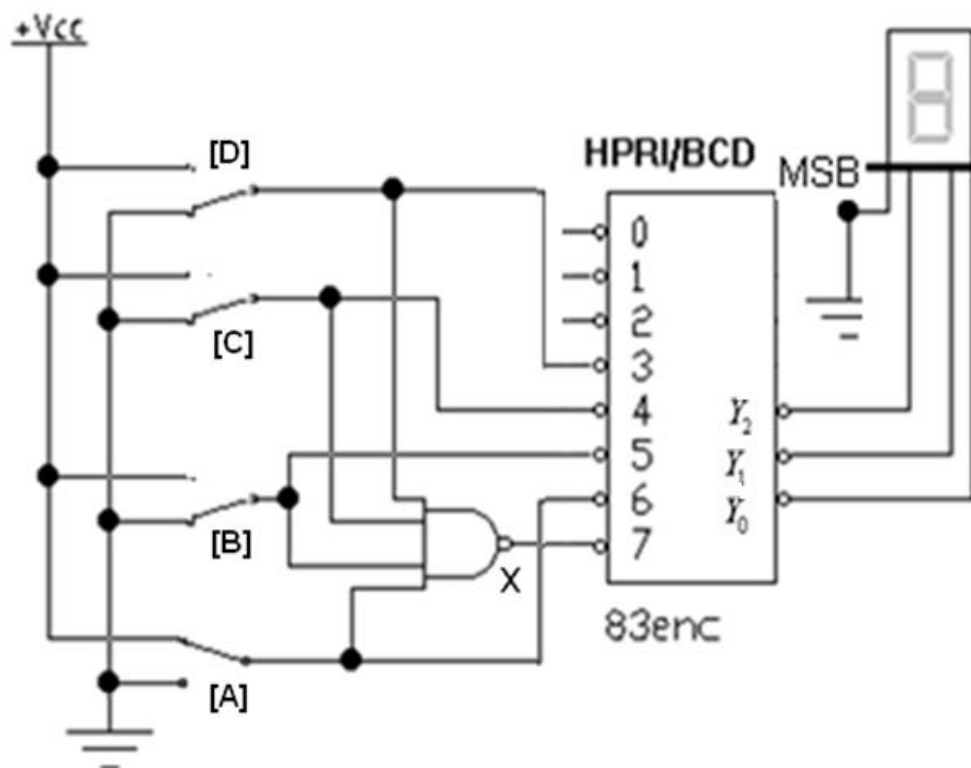 +Vcc
[D]
HPRI/BCD
MSB
0
1
2
[C]
3
4
Y2
5
Y1
6
Y0
[B]
7
X
83enc
[A]